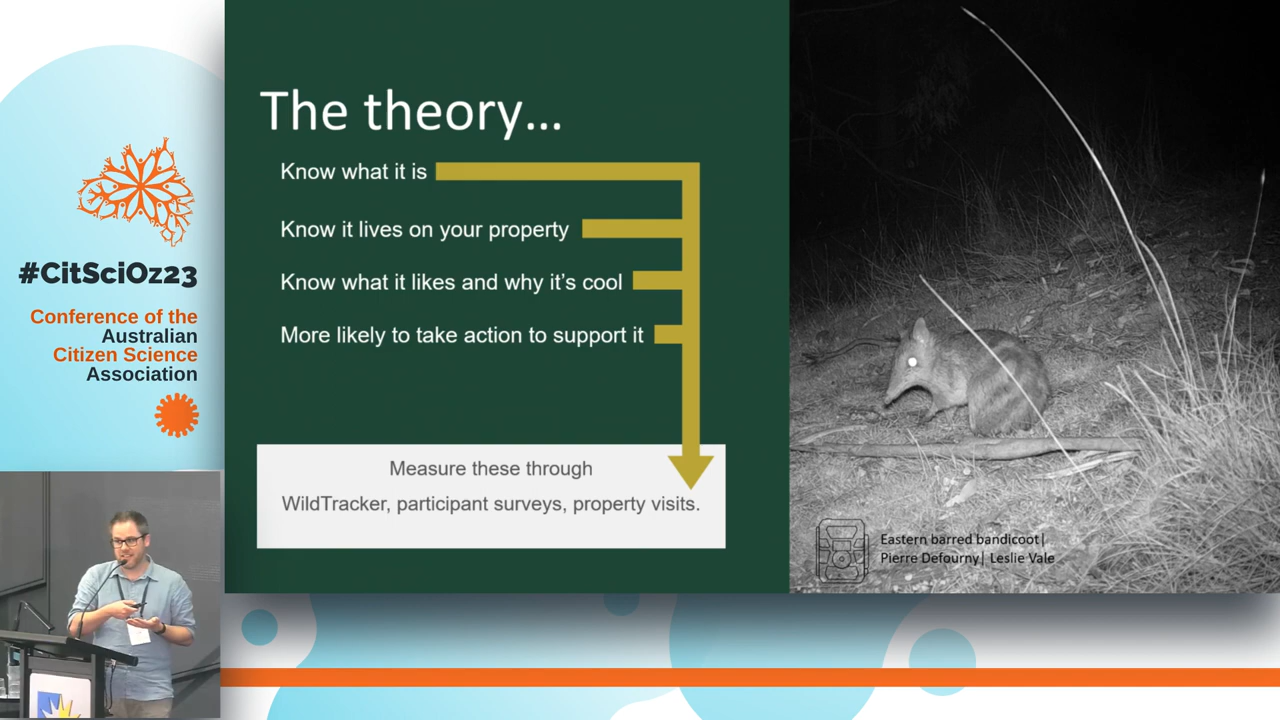 #CitSciOz23
Conference of the
Australian
Citizen Science
Association
The theory…
Know what it is
Know it lives on your property
Know what it likes and why it’s cool
More likely to take action to support it
Measure these through
WildTracker, participant surveys, property visits.
Eastern barred bandicoot|
Pierre Defourny| Leslie Vale